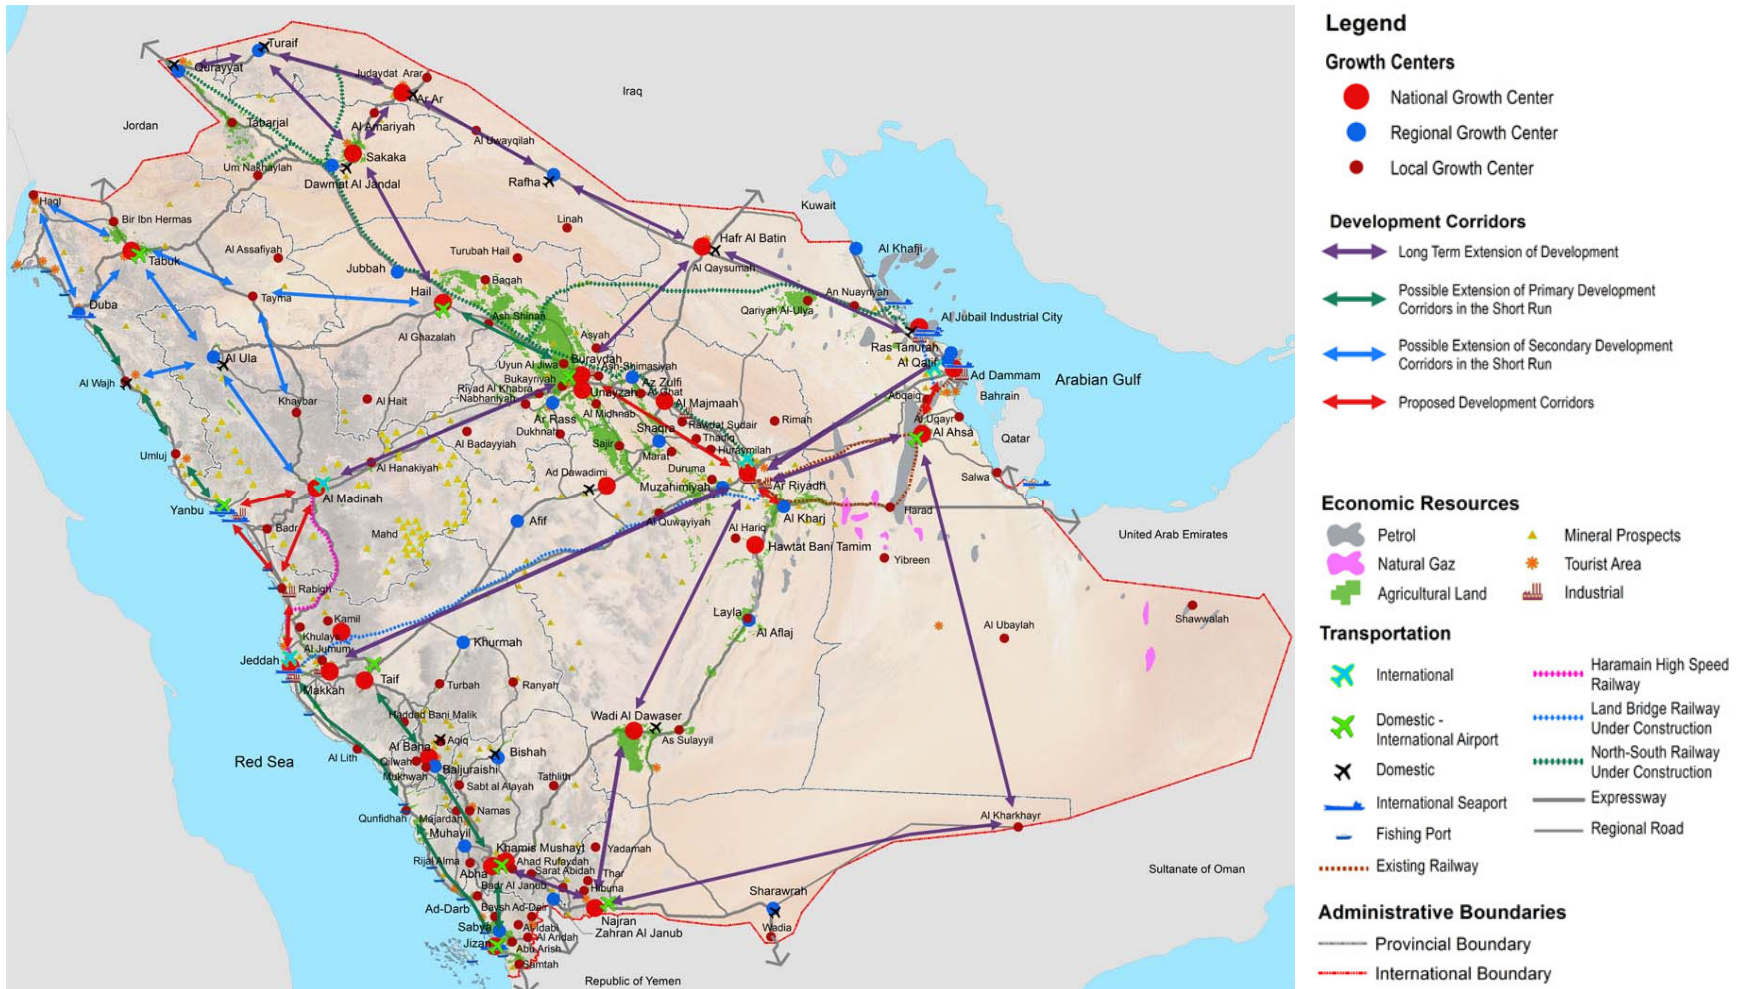 Turaif
Qurayyat
Judaydat Arar
Ar Ar
Iraq
Jordan
Tabarjal
Al Amariyah
Al Uwayqilah
Sakaka
Um Nakhaylah
Dawmat Al Jandal
Rafha
Haql
Kuwait
Bir Ibn Hermas
Linah
Hafr Al Batin
Al Khafji
Al Assafiyah
Turubah Hail
Tabuk
Al Qaysumah
Jubbah
Baqah
Hail
Tayma
An Nuayriyah
Duba
Qariyah Al-Ulya
Ash Shinan
Al Jubail Industrial City
Al Ghazalah
Asyah
Ras Tanurah
Al Ula
Buraydah
Al Qatif
Uyun Al Jiwa
Ash-Shimasiyah
Ad Dammam
Arabian Gulf
Al Wajh
Bukayriyah
Az Zulfi
Riyad Al Khabra
Unayzah
Al Ghat
Abqaiq
Bahrain
Khaybar
Al Hait
Nabhaniyah
Al Majmaah
Ar Rass
Al Midhnab
Al Uqayr
Rimah
Rawdat Sudair
Dukhnah
Shaqra
Al Ahsa
Qatar
Al Badayyiah
Sajir
Thadiq
Huraymilah
Umluj
Marat
Al Hanakiyah
Duruma
Ad Dawadimi
Salwa
Muzahimiyah
Ar Riyadh
Al Madinah
Yanbu
Harad
Badr
Afif
Al Quwayiyah
Al Kharj
Mahd
Al Hariq
United Arab Emirates
Hawtat Bani Tamim
Yibreen
Rabigh
Layla
Kamil
Shawwalah
Khulays
Al Aflaj
Al Ubaylah
Khurmah
Al Jumum
Jeddah
Makkah
Taif
Turbah
Ranyah
Haddad Bani Malik
Wadi Al Dawaser
Aqiq
As Sulayyil
Al Baha
Bishah
Red Sea
Al Lith
Qilwah
Baljuraishi
Mukhwah
Tathlith
Sabt al Alayah
Namas
Qunfidhah
Majardah
Al Kharkhayr
Muhayil
Khamis Mushayt
Yadamah
Rijal Alma
Ahad Rufaydah
Abha
Sarat Abidah
Thar
Sultanate of Oman
Badr Al Janub
Hibuna
Sharawrah
Ad-Darb
Baysh
Ad-Dair
Najran
Sabya
Al Idabi
Wadia
Zahran Al Janub
Al Aridah
Jizan
Abu Arish
Samtah
Republic of Yemen
Legend
Growth Centers
National Growth Center
Regional Growth Center
Local Growth Center
Development Corridors
Long Term Extension of Development
Possible Extension of Primary Development
Corridors in the Short Run
Possible Extension of Secondary Development
Corridors in the Short Run
Proposed Development Corridors
Economic Resources
Petrol
Mineral Prospects
Natural Gaz
Tourist Area
Agricultural Land
Industrial
Transportation
International
Haramain High Speed
Railway
Domestic -
International Airport
Land Bridge Railway
Under Construction
Domestic
North-South Railway
Under Construction
International Seaport
Expressway
Fishing Port
Regional Road
Existing Railway
Administrative Boundaries
Provincial Boundary
International Boundary